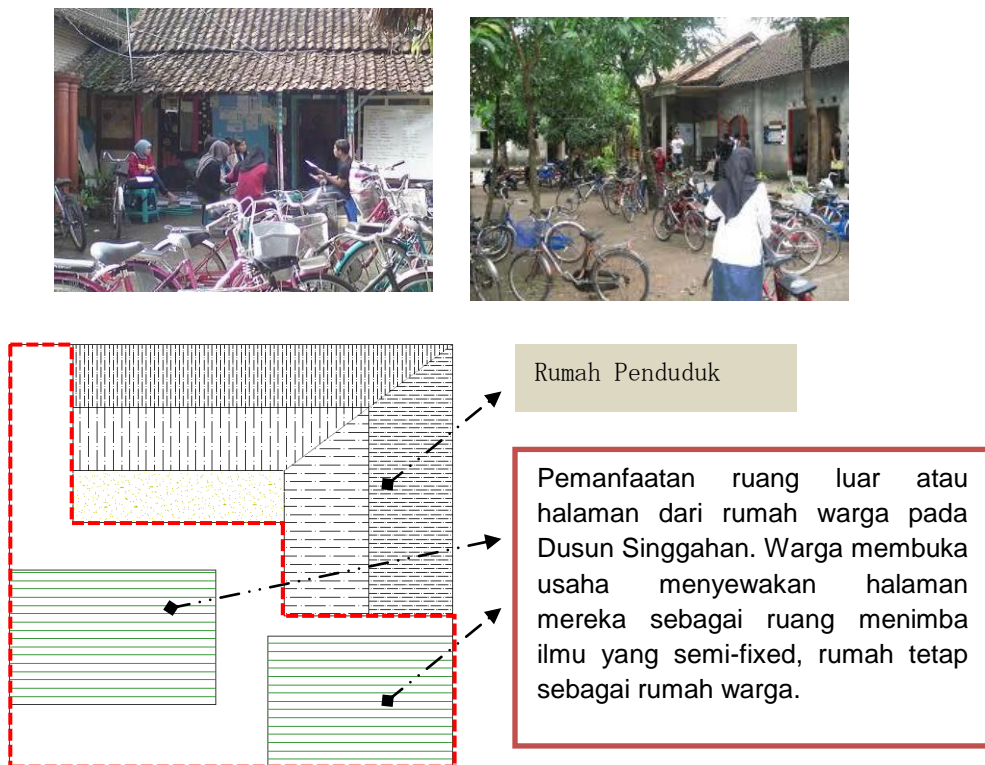 Rumah Penduduk
Pemanfaatan ruang luar atau
halaman dari rumah warga pada
Dusun Singgahan. Warga membuka
usaha menyewakan halaman
mereka sebagai ruang menimba
ilmu yang semi-fixed, rumah tetap
sebagai rumah warga.